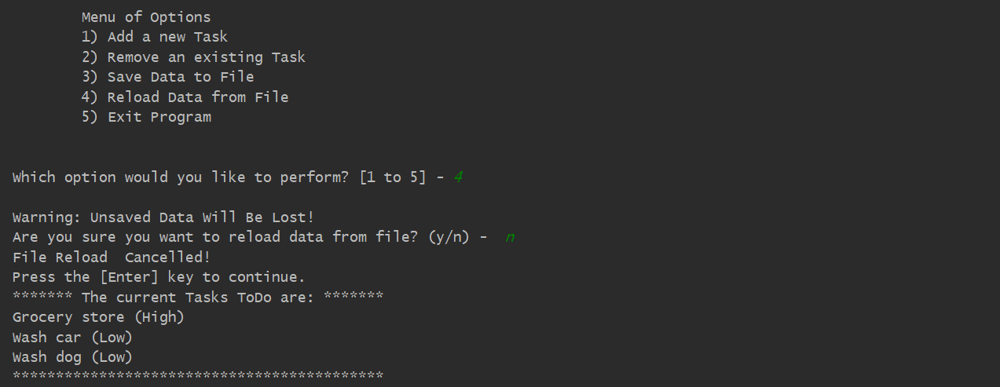 Menu of Options
1) Add a new Task
2) Remove an existing Task
3) Save Data to File
4) Reload Data from File
5) Exit Program
Which option would you like to perform? [1 to 5] - 4
Warning: Unsaved Data Will Be Lost!
Are you sure you want to reload data from file? (y/n) -  n
File Reload  Cancelled!
Press the [Enter] key to continue.
******* The current Tasks ToDo are: *******
Grocery store (High)
Wash car (Low)
Wash dog (Low)
*******************************************